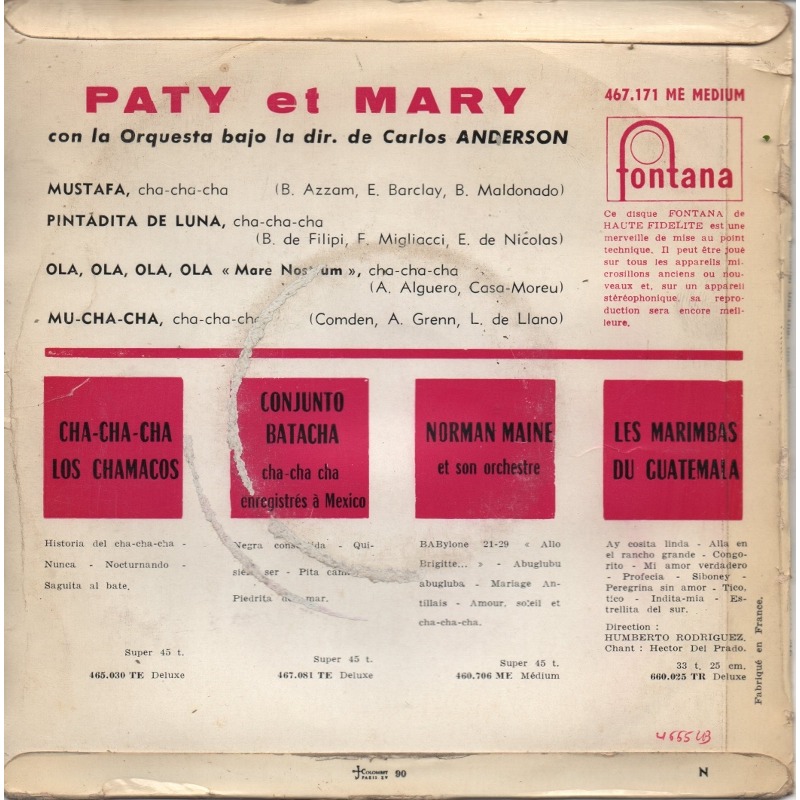 PATY et MARY
con la Orquesta bajo la dir. de Carlos ANDERSON
MUSTAFA, cha-cha-cha (B. Azzam, E. Barclay, B. Maldonado)
PINTADITA DE LUNA, cha-cha-cha
(B. de Filipi, F. Migliacci, E. de Nicolas)
OLA, OLA, OLA, OLA « Mare Nostrum », cha-cha-cha
(A. Alguero, Casa-Moreu)
MU-CHA-CHA, cha-cha-cha (Comden, A. Grenn, L. de Llano)
467.171 ME MEDIUM
fontana
Ce disque FONTANA de
HAUTE FIDELITE est une
merveille de mise au point
technique. Il peut être joué
sur tous les appareils mi-
crosillons anciens ou nou-
veaux et, sur un appareil
stéréophonique, sa repro-
duction sera encore meil-
leure.
CHA-CHA-CHA
LOS CHAMACOS
Historia del cha-cha-cha -
Nunca - Nocturnando -
Saguita al bate.
Super 45 t.
465.030 TE Deluxe
CONJUNTO
BATACHA
cha-cha cha
enregistrés à Mexico
Negra - Qui-
ser - Pita
Piedrita mar.
Super 45 t.
467.081 TE Deluxe
NORMAN MAINE
et son orchestre
BABylone 21-29 « Allo
Brigitte... » - Abuglubu
abugluba - Mariage An-
tillais - Amour, soleil et
cha-cha-cha.
Super 45 t.
460.706 ME Médium
LES MARIMBAS
DU GUATEMALA
Ay cosita linda - Alla en
el rancho grande - Congo-
rito - Mi amor verdadero
- Profecia - Siboney -
Peregrina sin amor - Tico,
tico - Indita-mia - Es-
trellita del sur.
Direction :
HUMBERTO RODRIGUEZ.
Chant : Hector Del Prado.
33 t. 25 cm.
660.025 TR Deluxe
Fabriqué en France.
COLOMBET
PARIS EV
90
N